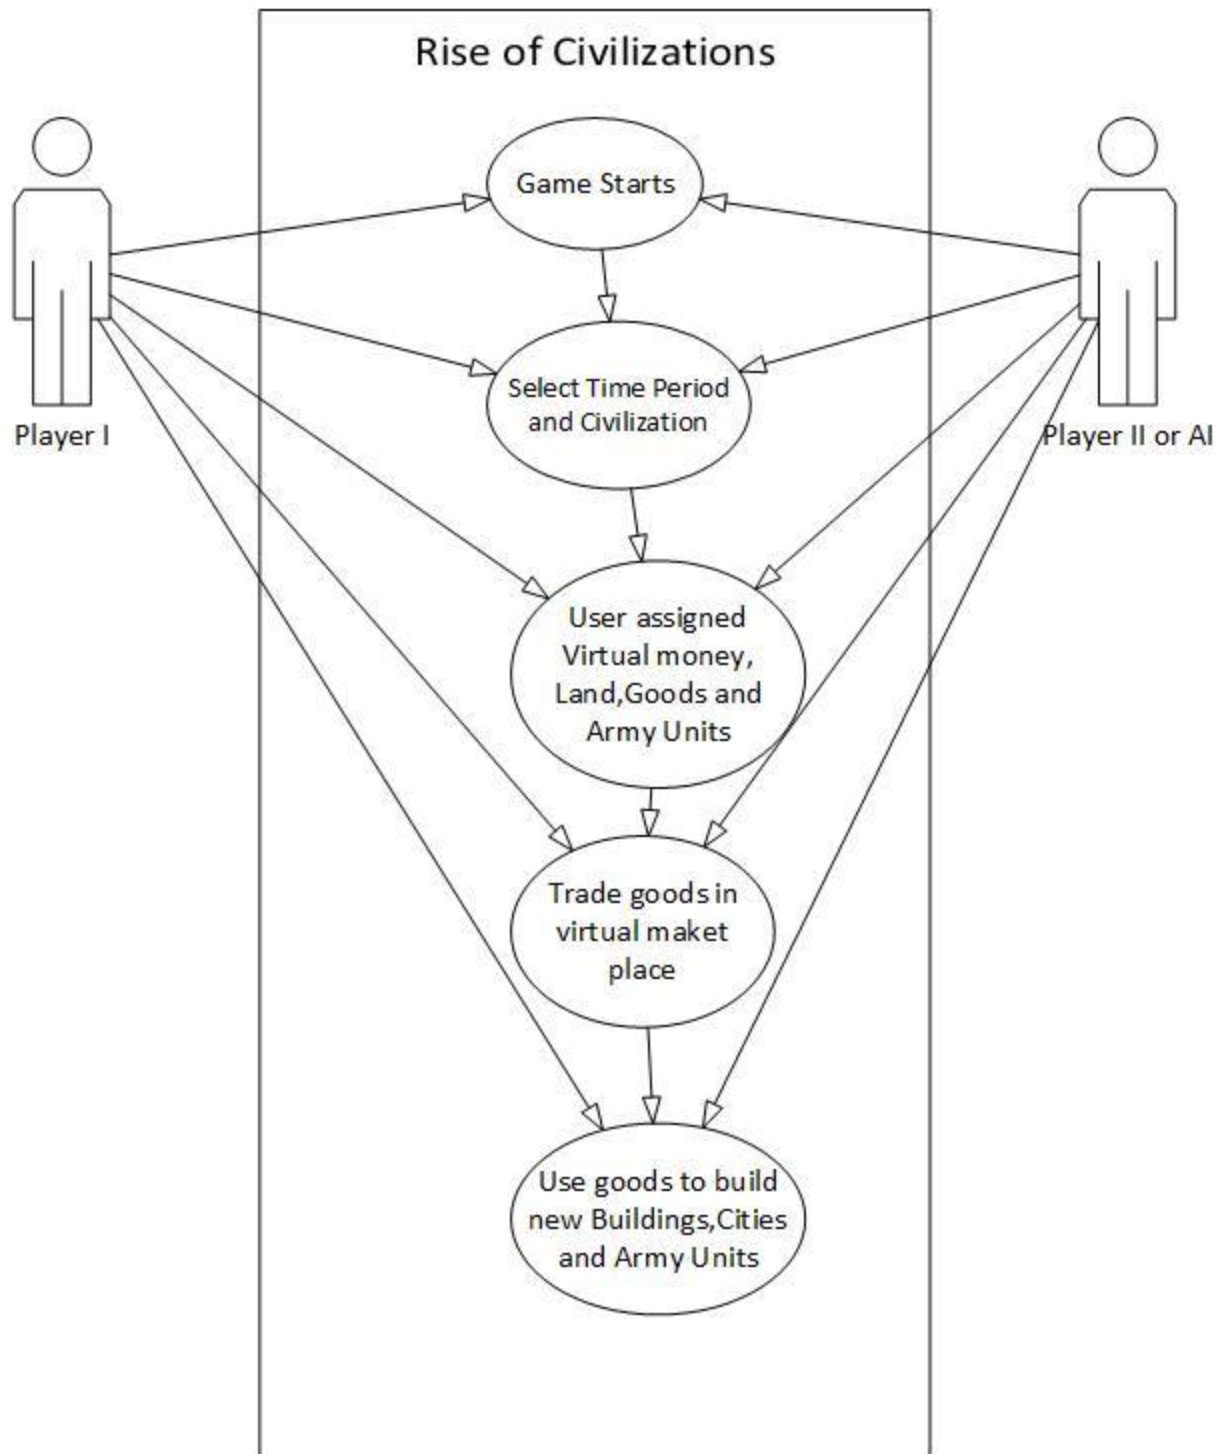 Rise of Civilizations
Game Starts
Select Time Period
and Civilization
Player I
Player II or AI
User assigned
Virtual money,
Land,Goods and
Army Units
Trade goods in
virtual maket
place
Use goods to build
new Buildings,Cities
and Army Units